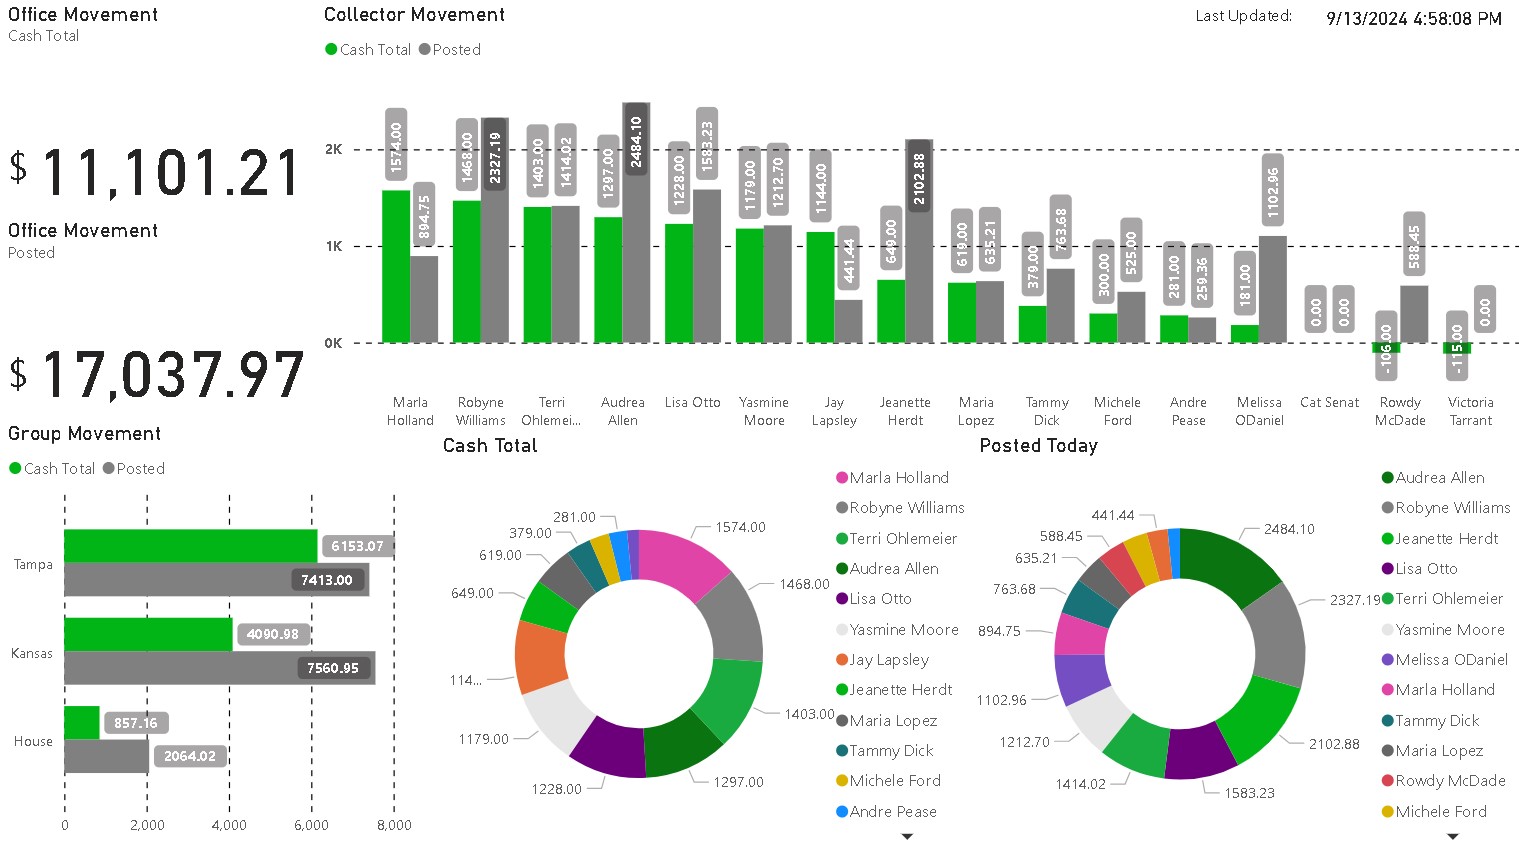 Office Movement
Cash Total
$ 11,101.21
Office Movement
Posted
$ 17,037.97
Collector Movement
Cash Total Posted
Last Updated: 9/13/2024 4:58:08 PM
2K
1K
0K
1574.00
894.75
1468.00
2327.19
1403.00
1414.02
1297.00
2484.10
1228.00
1583.23
1179.00
1212.70
1144.00
441.44
649.00
2102.88
619.00
635.21
379.00
763.68
300.00
525.00
281.00
259.36
181.00
1102.96
0.00
0.00
-106.00
588.45
-115.00
0.00
Marla
Holland
Robyne
Williams
Terri
Ohlemei...
Audrea
Allen
Lisa Otto
Yasmine
Moore
Jay
Lapsley
Jeanette
Herdt
Maria
Lopez
Tammy
Dick
Michele
Ford
Andre
Pease
Melissa
ODaniel
Cat Senat
Rowdy
McDade
Victoria
Tarrant
Group Movement
Cash Total Posted
Tampa
6153.07
7413.00
Kansas
4090.98
7560.95
House
857.16
2064.02
0 2,000 4,000 6,000 8,000
Cash Total
1574.00
1468.00
1403.00
1297.00
1228.00
1179.00
114...
649.00
619.00
379.00
281.00
Marla Holland
Robyne Williams
Terri Ohlemeier
Audrea Allen
Lisa Otto
Yasmine Moore
Jay Lapsley
Jeanette Herdt
Maria Lopez
Tammy Dick
Michele Ford
Andre Pease
Posted Today
2484.10
2327.19
2102.88
1583.23
1414.02
1212.70
1102.96
894.75
763.68
635.21
588.45
441.44
Audrea Allen
Robyne Williams
Jeanette Herdt
Lisa Otto
Terri Ohlemeier
Yasmine Moore
Melissa ODaniel
Marla Holland
Tammy Dick
Maria Lopez
Rowdy McDade
Michele Ford